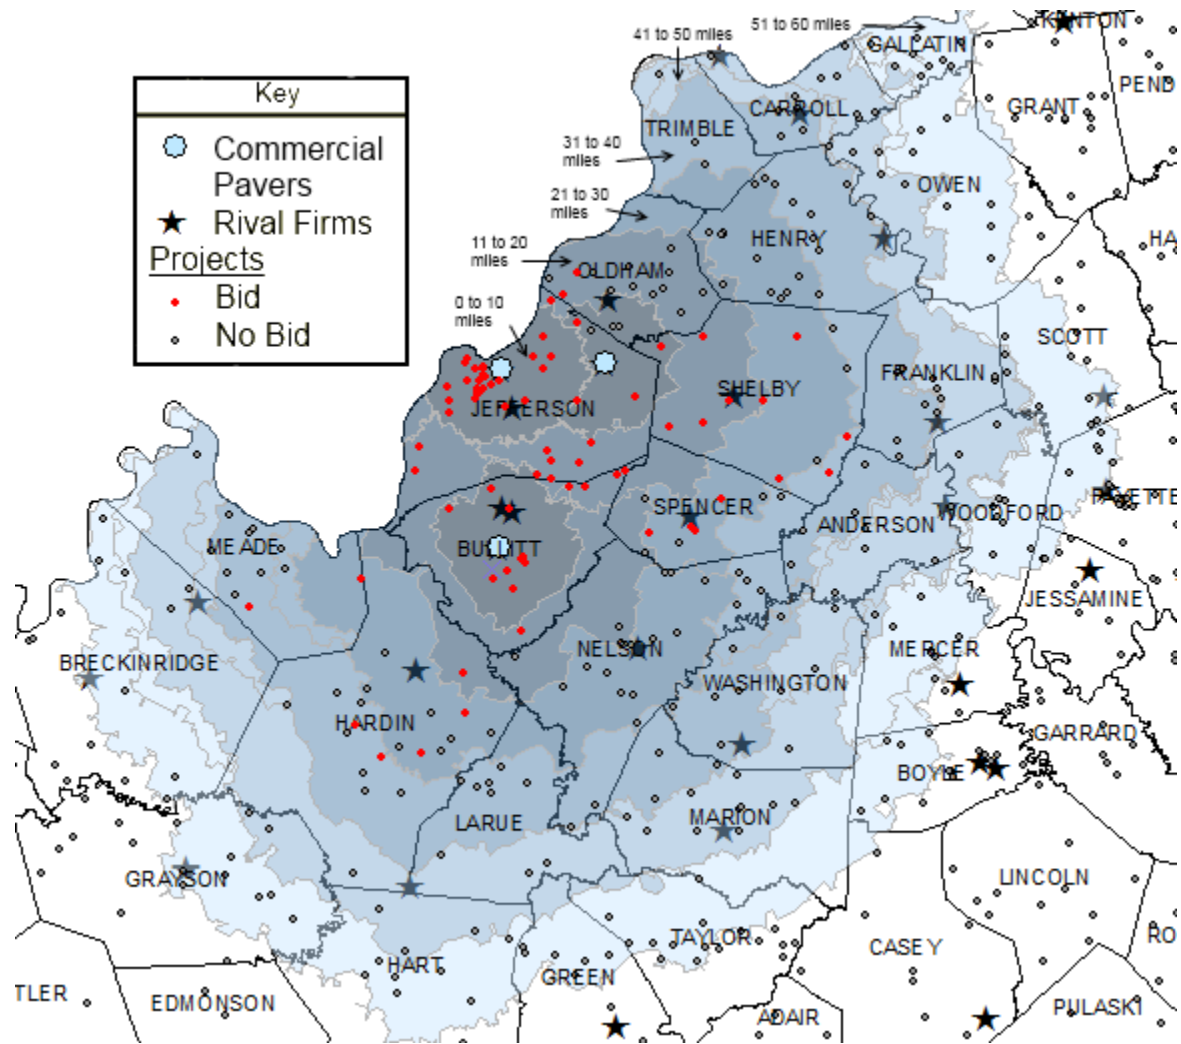 51 to 60 miles
KENTON
41 to 50 miles
GALLATIN
PEND
Key
GRANT
CARROLL
TRIMBLE
Commercial
Pavers
31 to 40
miles
OWEN
Rival Firms
21 to 30
miles
HENRY
HA
Projects
11 to 20
miles
OLDHAM
Bid
0 to 10
miles
No Bid
SCOTT
FRANKLIN
SHELBY
JEFFERSON
FAYETTE
SPENCER
WOODFORD
ANDERSON
MEADE
BULLITT
JESSAMINE
NELSON
MERCER
BRECKINRIDGE
WASHINGTON
HARDIN
GARRARD
BOYLE
MARION
LARUE
GRAYSON
LINCOLN
TAYLOR
RO
CASEY
HART
GREEN
TLER
EDMONSON
PULASKI
ADAIR